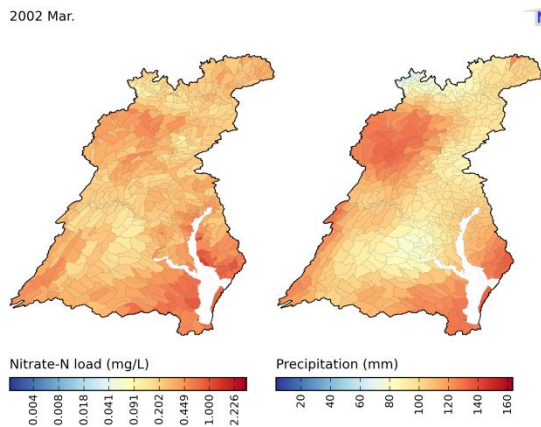 2002 Mar.
N
Nitrate-N load (mg/L)
0.004 0.008 0.018 0.041 0.091 0.202 0.449 1.000 2.226
Precipitation (mm)
20 40 60 80 100 120 140 160